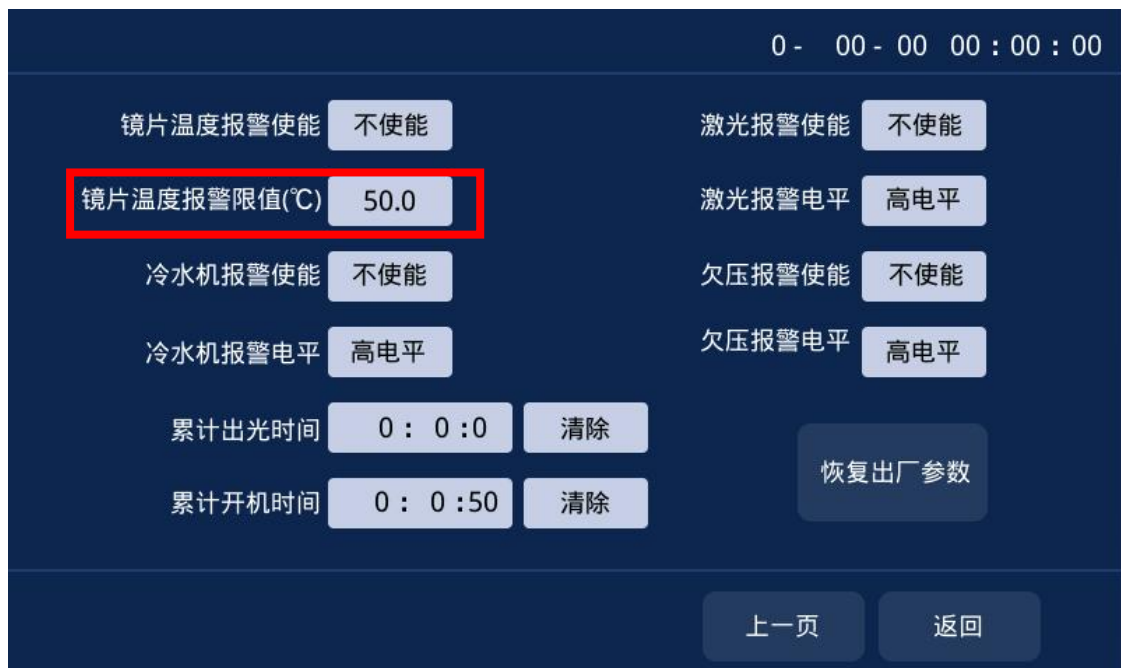 0- 00-00 00:00:00
镜片温度报警使能 不使能 激光报警使能 不使能
镜片温度报警限值(℃) 50.0 激光报警电平 高电平
冷水机报警使能 不使能 欠压报警使能 不使能
冷水机报警电平 高电平 欠压报警电平 高电平
累计出光时间 0: 0:0 清除
恢复出厂参数
累计开机时间 0: 0:50 清除
上一页 返回